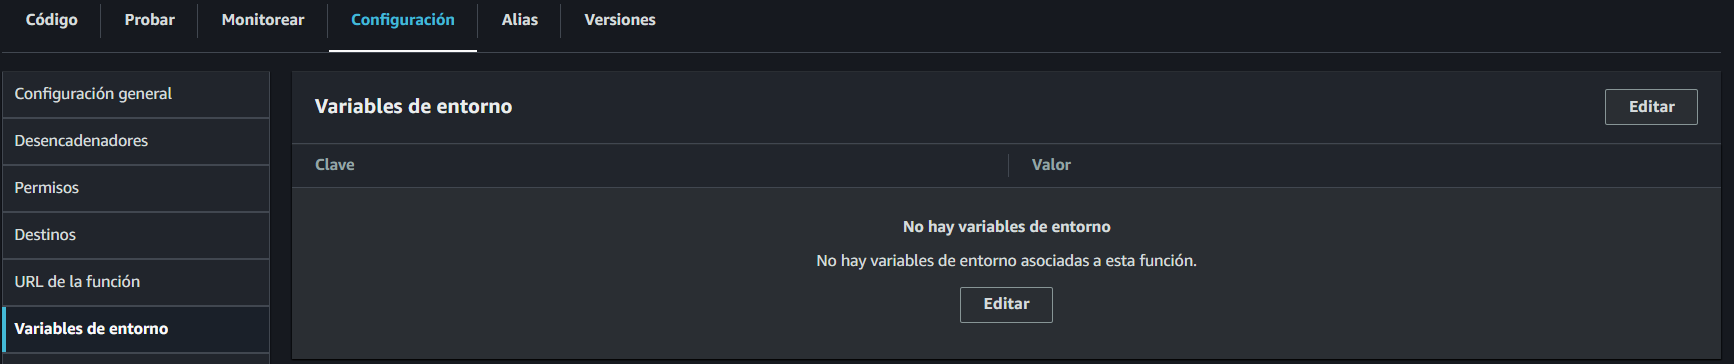 Código
Probar
Monitorear
Configuración
Alias
Versiones
Configuración general
Desencadenadores
Permisos
Destinos
URL de la función
Variables de entorno
Variables de entorno
Editar
Clave
Valor
No hay variables de entorno
No hay variables de entorno asociadas a esta función.
Editar